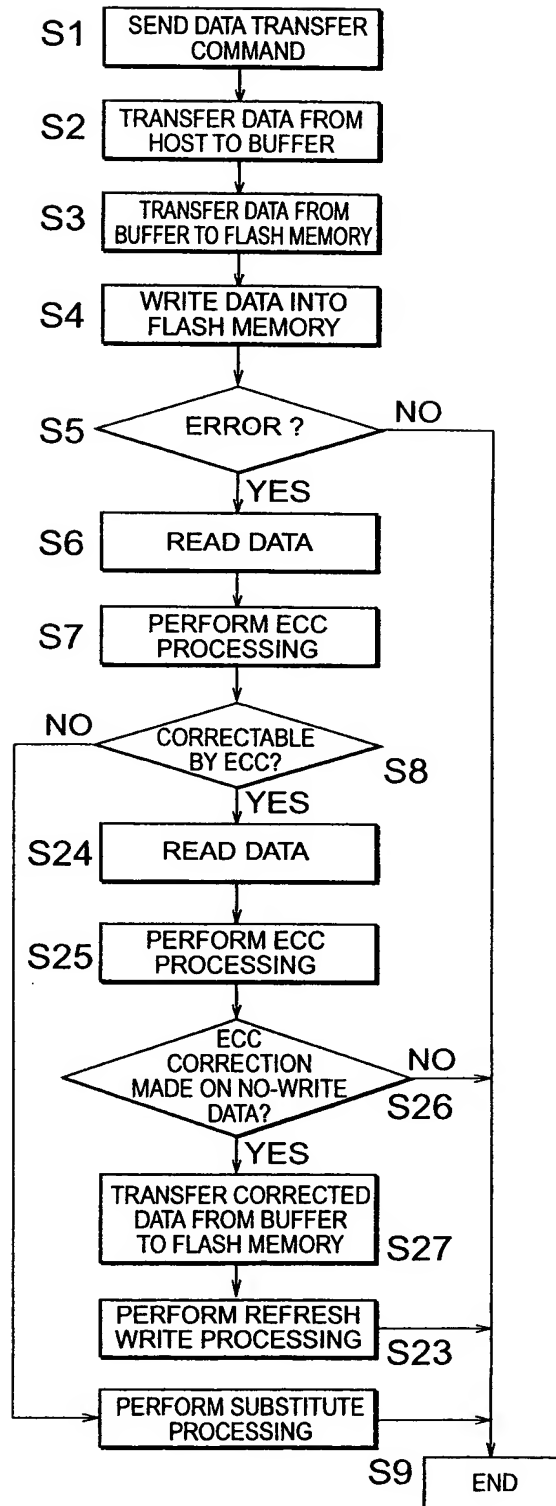 S1
SEND DATA TRANSFER
COMMAND
S2
TRANSFER DATA FROM
HOST TO BUFFER
S3
TRANSFER DATA FROM
BUFFER TO FLASH MEMORY
S4
WRITE DATA INTO
FLASH MEMORY
S5
ERROR ?
NO
YES
S6
READ DATA
S7
PERFORM ECC
PROCESSING
NO
CORRECTABLE
BY ECC?
S8
YES
S24
READ DATA
S25
PERFORM ECC
PROCESSING
ECC
CORRECTION
MADE ON NO-WRITE
DATA?
NO
S26
YES
TRANSFER CORRECTED
DATA FROM BUFFER
TO FLASH MEMORY
S27
PERFORM REFRESH
WRITE PROCESSING
S23
PERFORM SUBSTITUTE
PROCESSING
S9
END